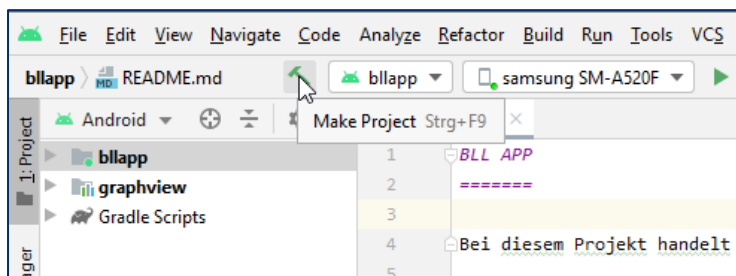 File Edit View Navigate Code Analyze Refactor Build Run Tools VCS
bllapp README.md bllapp samsung SM-A520F
Android
Make Project Strg+F9
1: Project
bllapp
graphview
Gradle Scripts
1 BLL APP
2 =======
3
4 Bei diesem Projekt handelt
5